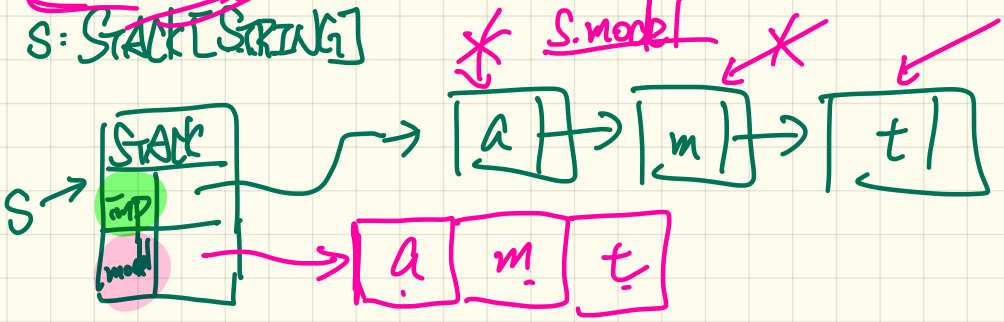 S: STACK[STRING]
S.model
STACK
a m t
S
imp
model
a m t